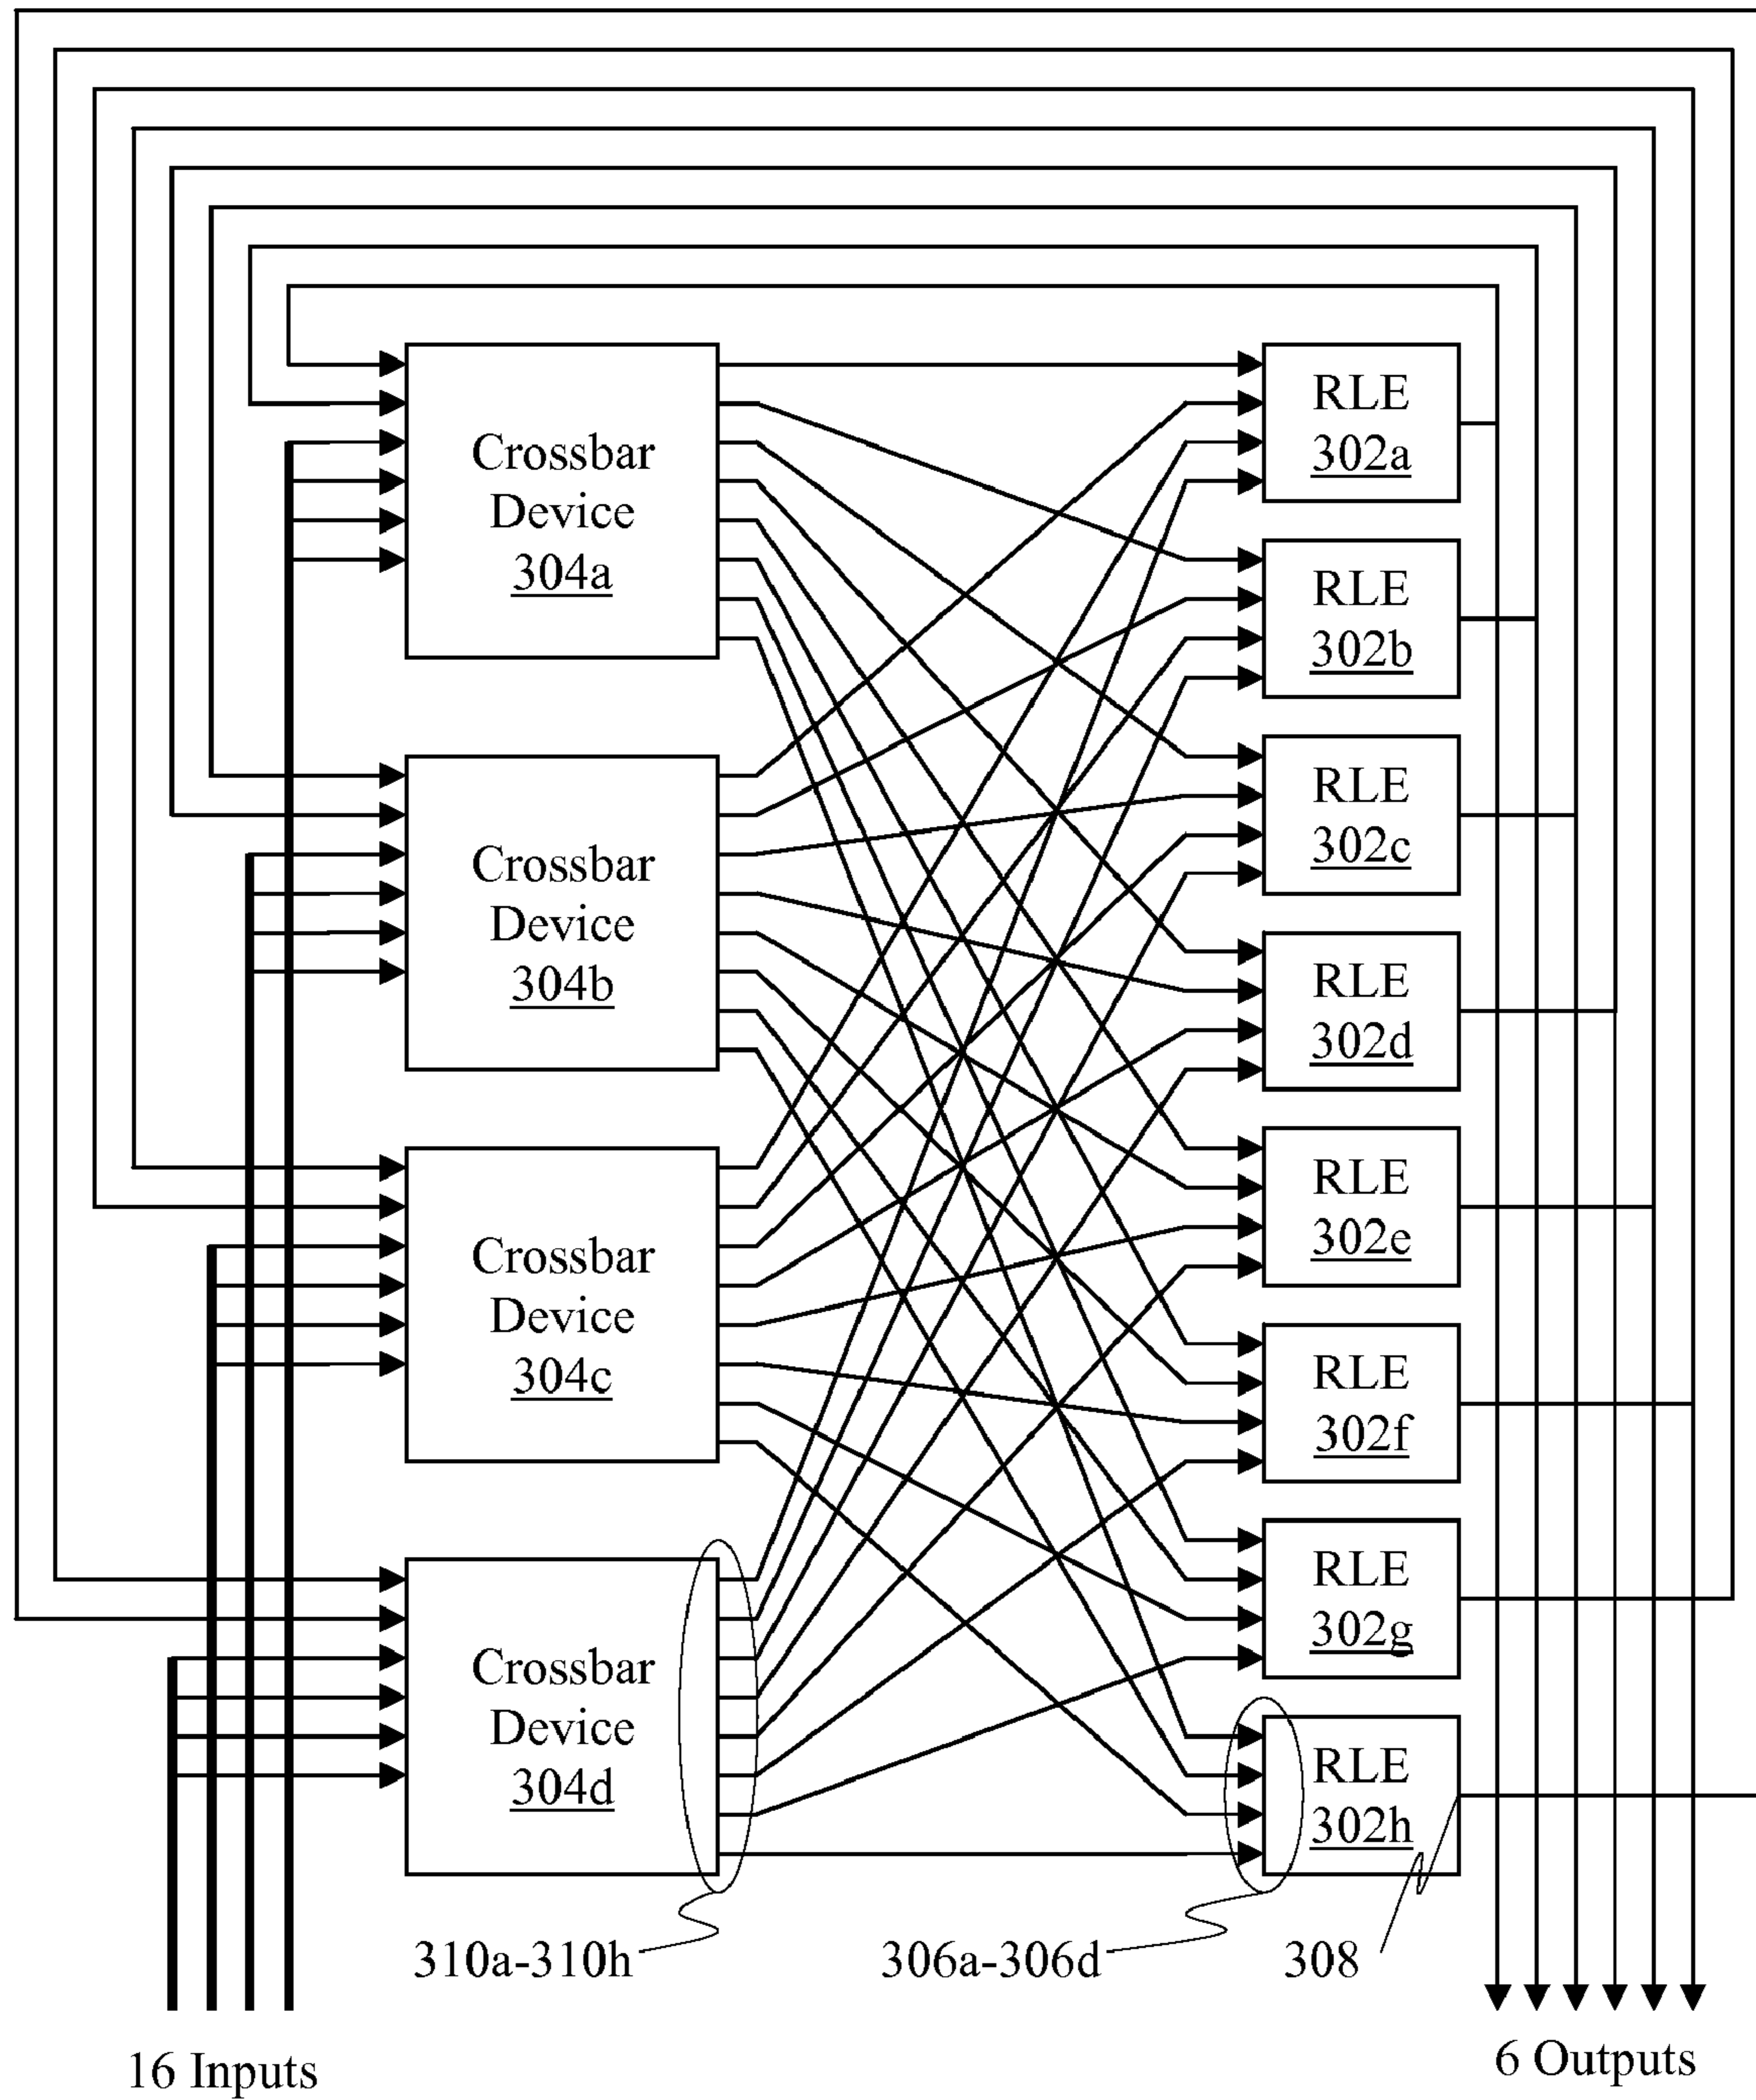 Crossbar
Device
304a
Crossbar
Device
304b
Crossbar
Device
304c
Crossbar
Device
304d
RLE
302a
RLE
302b
RLE
302c
RLE
302d
RLE
302e
RLE
302f
RLE
302g
RLE
302h
310a-310h
306a-306d
308
16 Inputs
6 Outputs